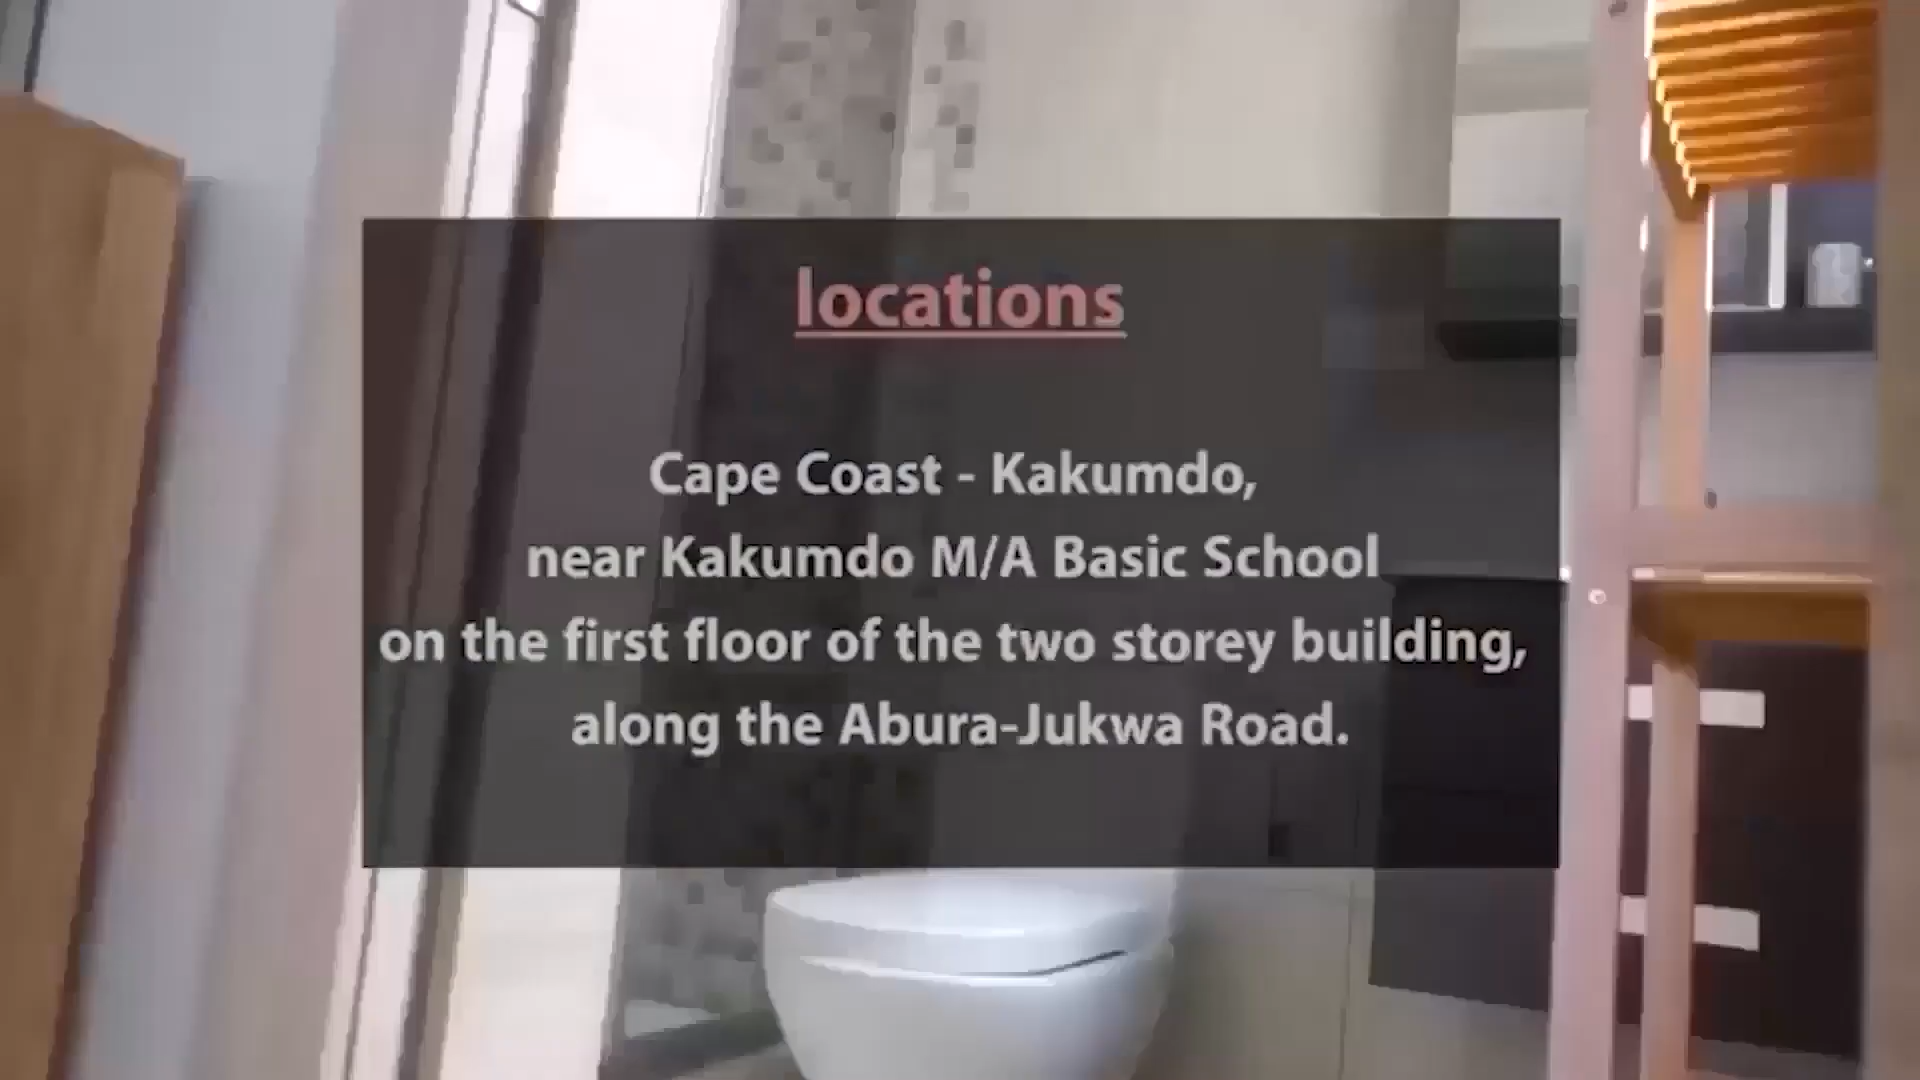 locations
Cape Coast - Kakumdo,
near Kakumdo M/A Basic School
on the first floor of the two storey building,
along the Abura-Jukwa Road.